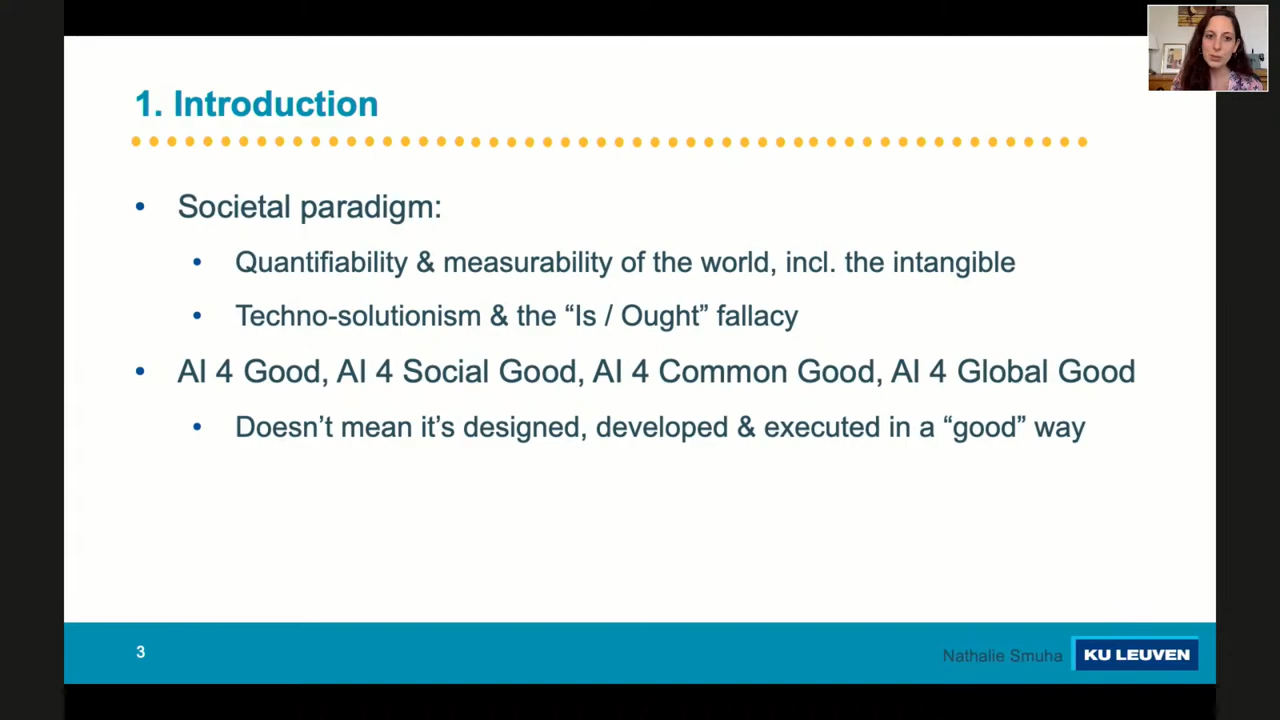 1. Introduction
• Societal paradigm:
• Quantifiability & measurability of the world, incl. the intangible
• Techno-solutionism & the “Is / Ought” fallacy
• AI 4 Good, AI 4 Social Good, AI 4 Common Good, AI 4 Global Good
• Doesn’t mean it’s designed, developed & executed in a “good” way
3
Nathalie Smuha
KU LEUVEN